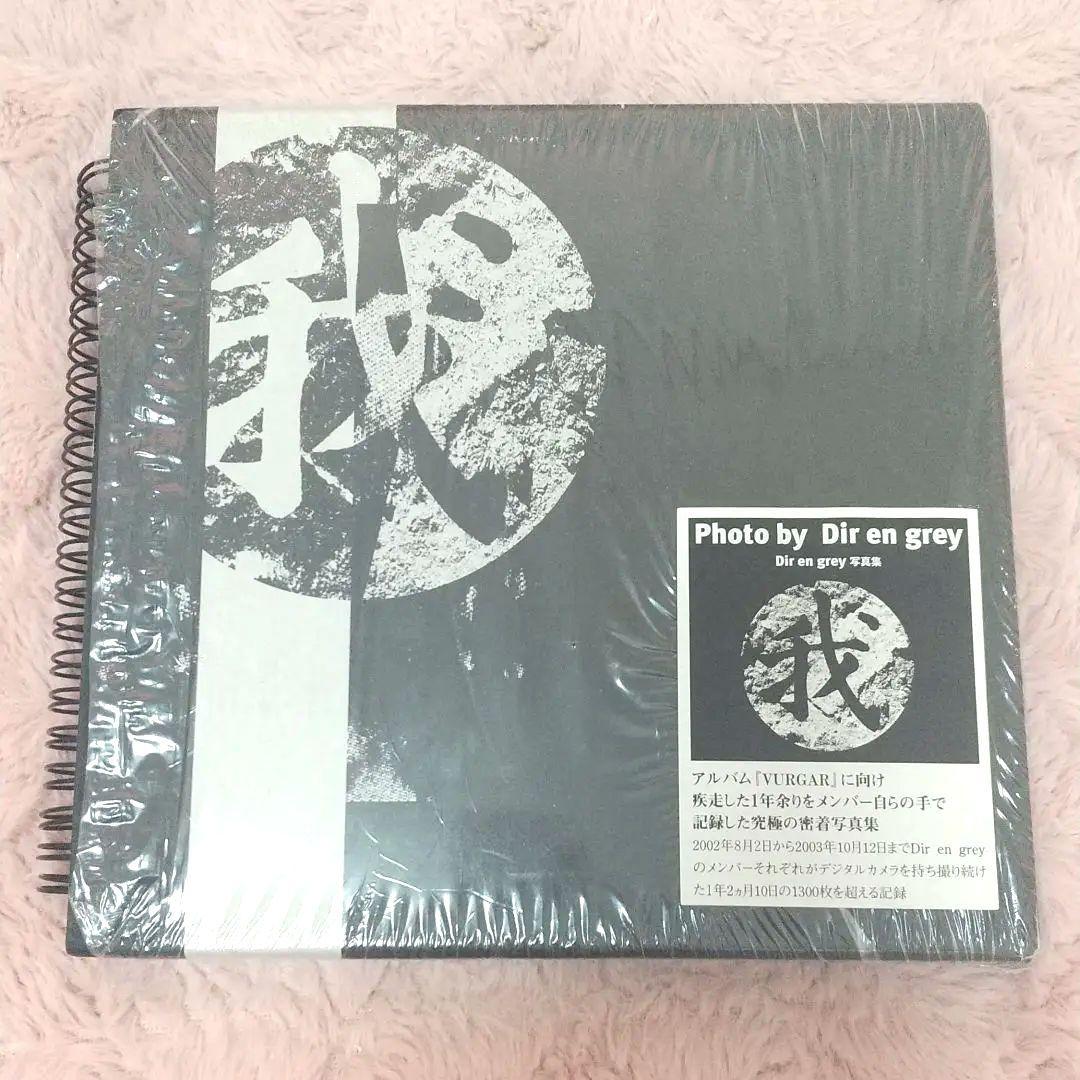 我
Photo by Dir en grey
Dir en grey 写真集
我
アルバム『VURGAR』に向け
疾走した1年余りをメンバー自らの手で
記録した究極の密着写真集
2002年8月2日から2003年10月12日までDir en grey
のメンバーそれぞれがデジタルカメラを持ち撮り続け
た1年2ヵ月10日の1300枚を超える記録